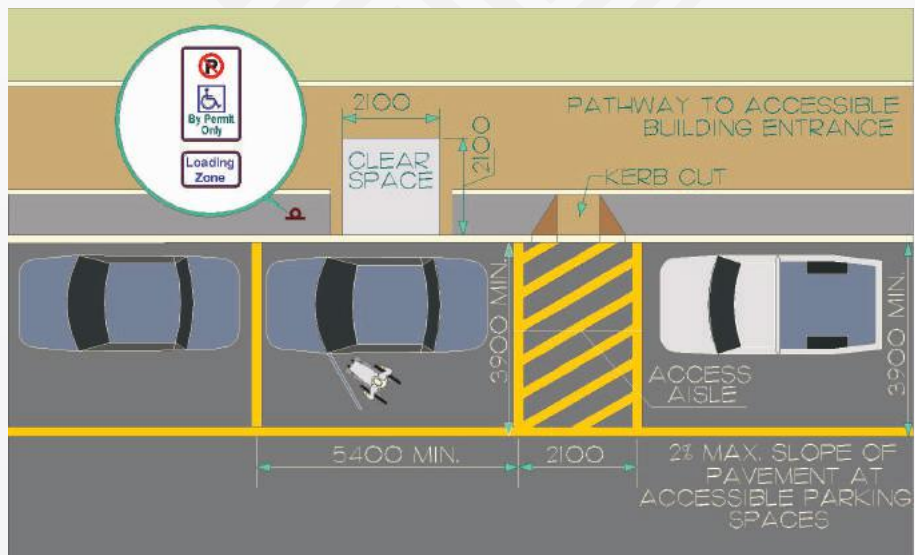 P
By Permit
Only
Loading
Zone
2100
PATHWAY TO ACCESSIBLE
BUILDING ENTRANCE
CLEAR
SPACE
2100
KERB CUT
3900 MIN.
ACCESS
AISLE
3900 MIN.
5400 MIN.
2100
2% MAX. SLOPE OF
PAVEMENT AT
ACCESSIBLE PARKING
SPACES